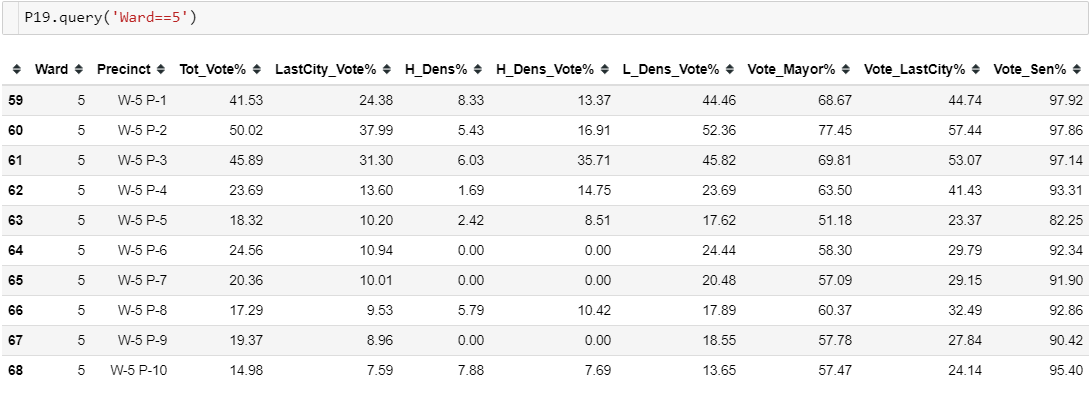 P19.query('Ward==5')
Ward Precinct Tot_Vote% LastCity_Vote% H_Dens% H_Dens_Vote% L_Dens_Vote% Vote_Mayor% Vote_LastCity% Vote_Sen%
59 5 W-5 P-1 41.53 24.38 8.33 13.37 44.46 68.67 44.74 97.92
60 5 W-5 P-2 50.02 37.99 5.43 16.91 52.36 77.45 57.44 97.86
61 5 W-5 P-3 45.89 31.30 6.03 35.71 45.82 69.81 53.07 97.14
62 5 W-5 P-4 23.69 13.60 1.69 14.75 23.69 63.50 41.43 93.31
63 5 W-5 P-5 18.32 10.20 2.42 8.51 17.62 51.18 23.37 82.25
64 5 W-5 P-6 24.56 10.94 0.00 0.00 24.44 58.30 29.79 92.34
65 5 W-5 P-7 20.36 10.01 0.00 0.00 20.48 57.09 29.15 91.90
66 5 W-5 P-8 17.29 9.53 5.79 10.42 17.89 60.37 32.49 92.86
67 5 W-5 P-9 19.37 8.96 0.00 0.00 18.55 57.78 27.84 90.42
68 5 W-5 P-10 14.98 7.59 7.88 7.69 13.65 57.47 24.14 95.40